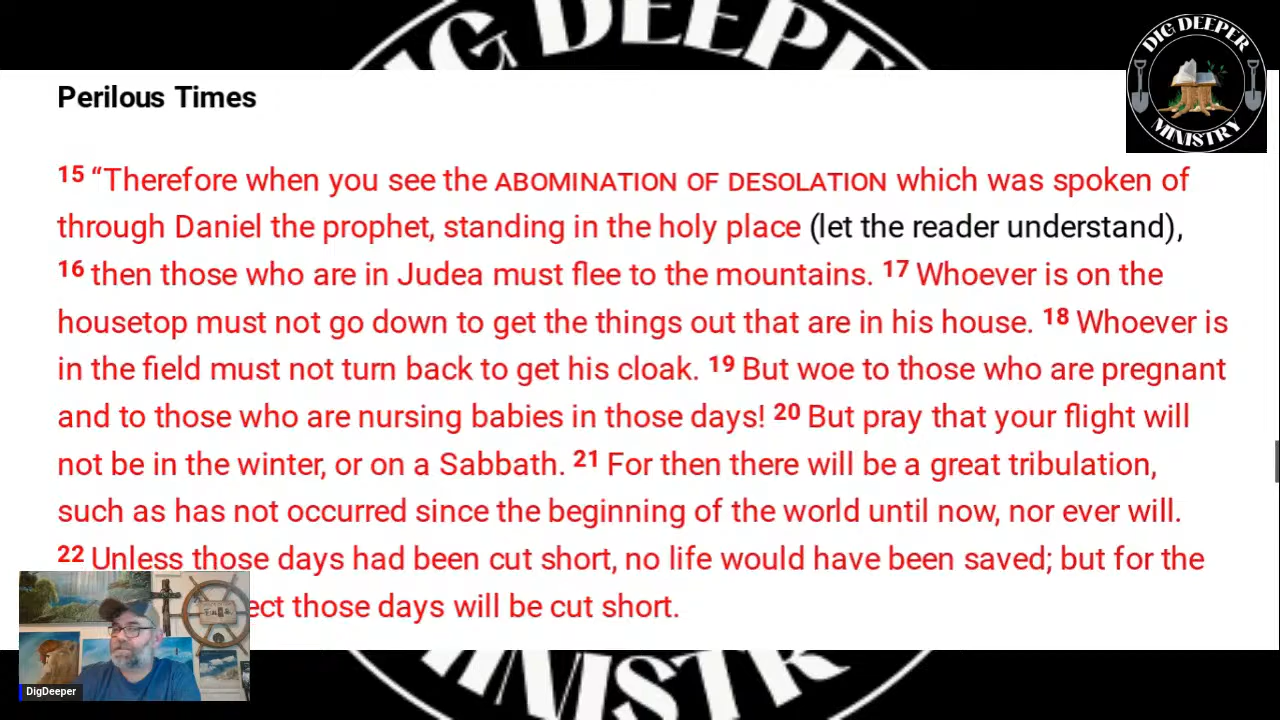 DIG DEEPER
DIG DEEPER
MINISTRY
Perilous Times
15 “Therefore when you see the ABOMINATION OF DESOLATION which was spoken of
through Daniel the prophet, standing in the holy place (let the reader understand),
16 then those who are in Judea must flee to the mountains. 17 Whoever is on the
housetop must not go down to get the things out that are in his house. 18 Whoever is
in the field must not turn back to get his cloak. 19 But woe to those who are pregnant
and to those who are nursing babies in those days! 20 But pray that your flight will
not be in the winter, or on a Sabbath. 21 For then there will be a great tribulation,
such as has not occurred since the beginning of the world until now, nor ever will.
22 Unless those days had been cut short, no life would have been saved; but for the
ect those days will be cut short.
DigDeeper
MINISTR